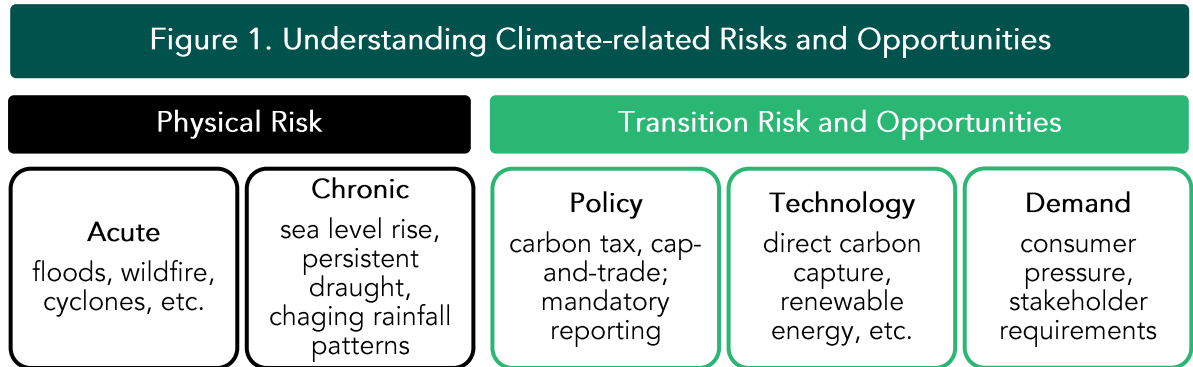 Figure 1. Understanding Climate-related Risks and Opportunities
Physical Risk
Transition Risk and Opportunities
Acute
floods, wildfire,
cyclones, etc.
Chronic
sea level rise,
persistent
draught,
chaging rainfall
patterns
Policy
carbon tax, cap-
and-trade;
mandatory
reporting
Technology
direct carbon
capture,
renewable
energy, etc.
Demand
consumer
pressure,
stakeholder
requirements